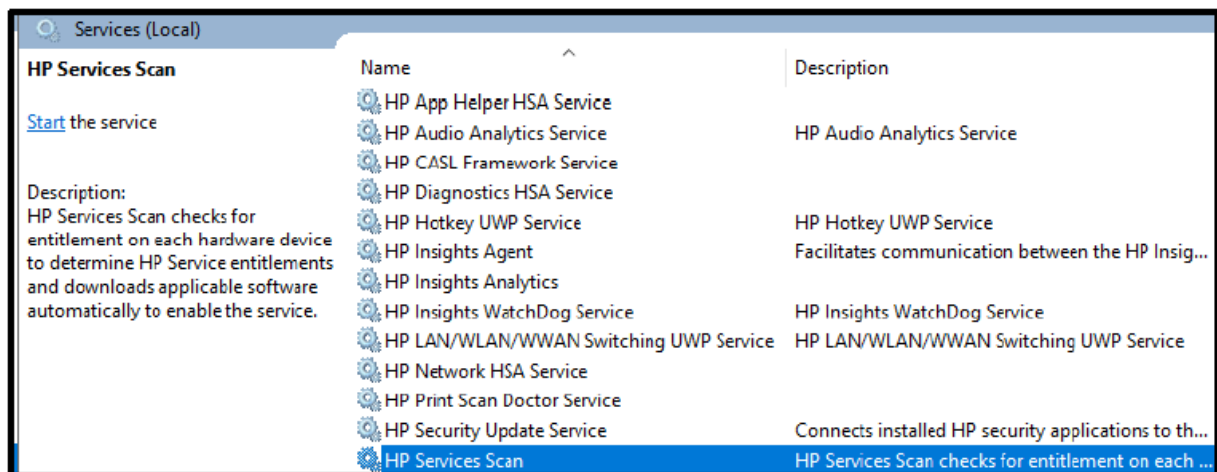 Services (Local)
HP Services Scan
Start the service
Description:
HP Services Scan checks for
entitlement on each hardware device
to determine HP Service entitlements
and downloads applicable software
automatically to enable the service.
Name Description
HP App Helper HSA Service
HP Audio Analytics Service HP Audio Analytics Service
HP CASL Framework Service
HP Diagnostics HSA Service
HP Hotkey UWP Service HP Hotkey UWP Service
HP Insights Agent Facilitates communication between the HP Insig...
HP Insights Analytics
HP Insights WatchDog Service HP Insights WatchDog Service
HP LAN/WLAN/WWAN Switching UWP Service HP LAN/WLAN/WWAN Switching UWP Service
HP Network HSA Service
HP Print Scan Doctor Service
HP Security Update Service Connects installed HP security applications to th...
HP Services Scan HP Services Scan checks for entitlement on each ...